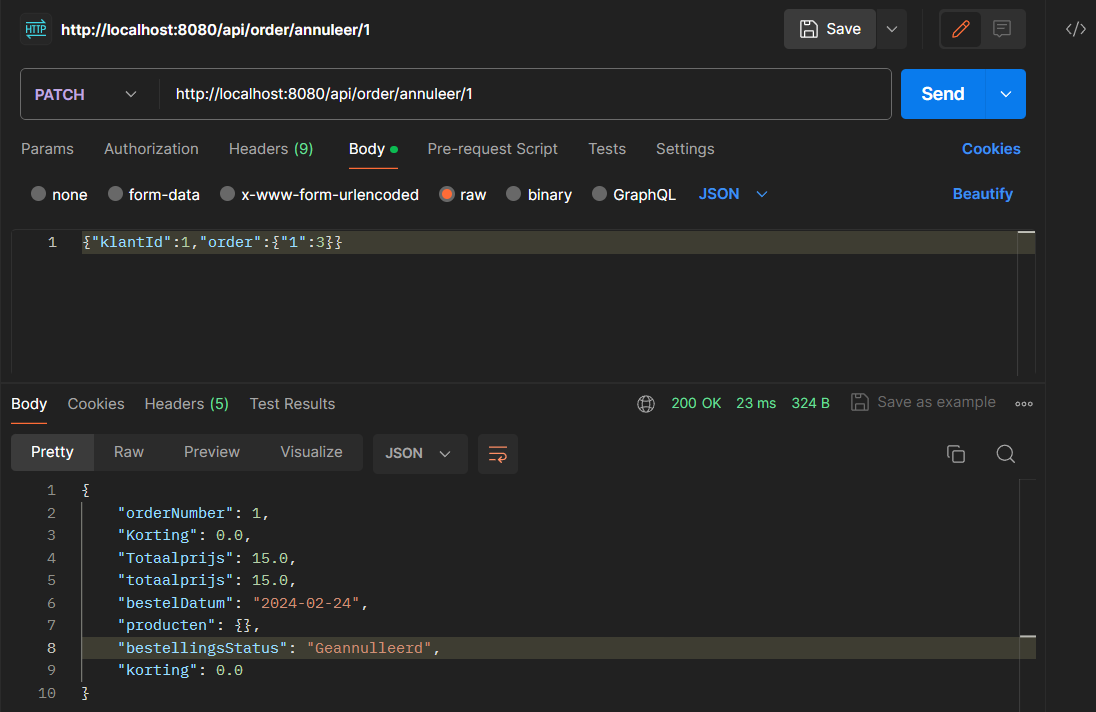 HTTP http://localhost:8080/api/order/annuleer/1 Save </>
PATCH http://localhost:8080/api/order/annuleer/1 Send
Params Authorization Headers (9) Body Pre-request Script Tests Settings Cookies
none form-data x-www-form-urlencoded raw binary GraphQL JSON Beautify
1 {"klantId":1,"order":{"1":3}}
Body Cookies Headers (5) Test Results 200 OK 23 ms 324 B Save as example
Pretty Raw Preview Visualize JSON
1 {
2 "orderNumber": 1,
3 "Korting": 0.0,
4 "Totaalprijs": 15.0,
5 "totaalprijs": 15.0,
6 "bestelDatum": "2024-02-24",
7 "producten": {},
8 "bestellingsStatus": "Geannulleerd",
9 "korting": 0.0
10 }